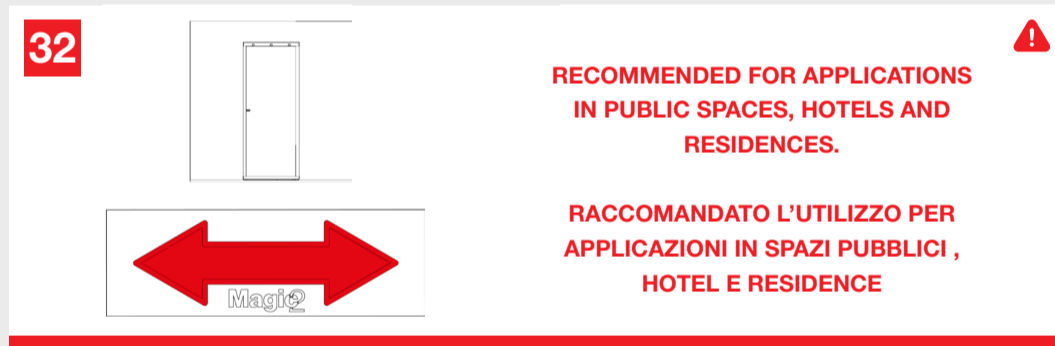 32
RECOMMENDED FOR APPLICATIONS
IN PUBLIC SPACES, HOTELS AND
RESIDENCES.
RACCOMANDATO L’UTILIZZO PER
APPLICAZIONI IN SPAZI PUBBLICI ,
HOTEL E RESIDENCE
Magic2